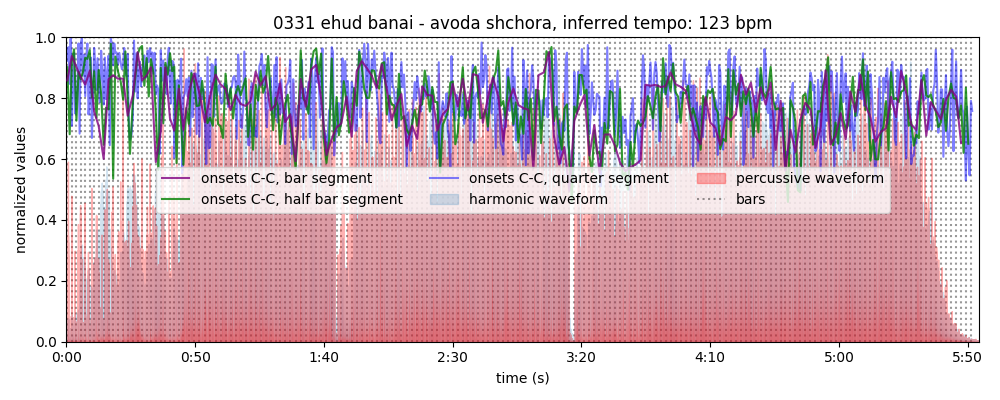 0331 ehud banai - avoda shchora, inferred tempo: 123 bpm
normalized values
1.0
0.8
0.6
0.4
0.2
0.0
onsets C-C, bar segment
onsets C-C, half bar segment
onsets C-C, quarter segment
harmonic waveform
percussive waveform
bars
0:00 0:50 1:40 2:30 3:20 4:10 5:00 5:50
time (s)